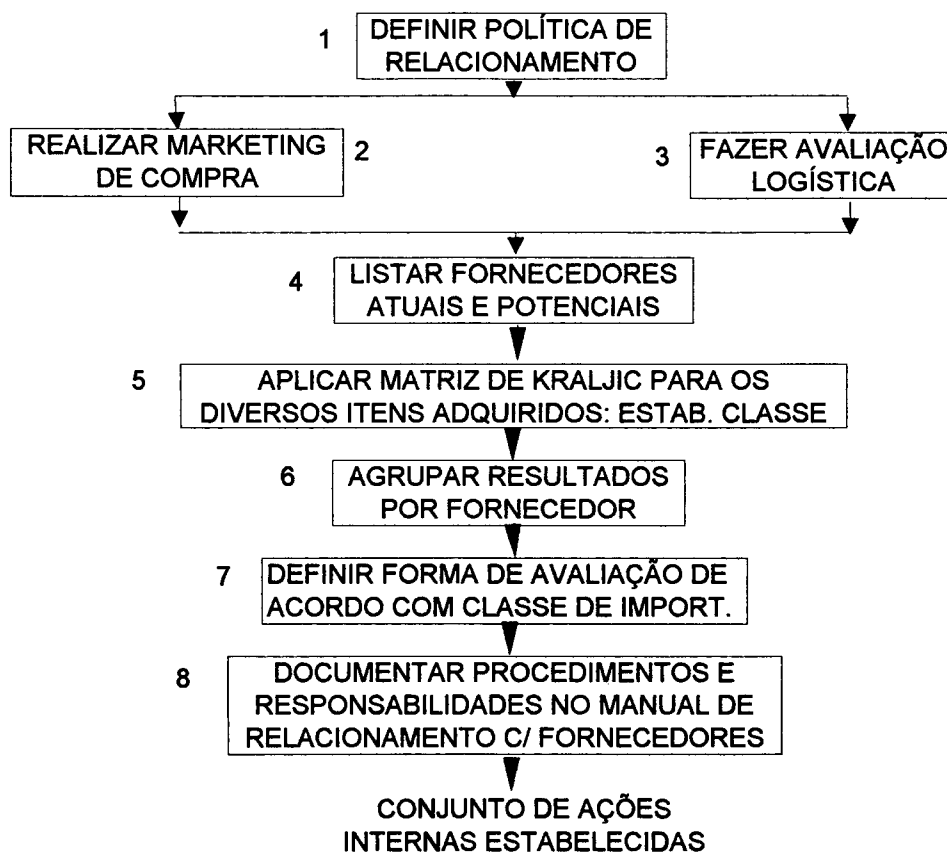 1
DEFINIR POLÍTICA DE
RELACIONAMENTO
REALIZAR MARKETING
DE COMPRA
2
3
FAZER AVALIAÇÃO
LOGÍSTICA
4
LISTAR FORNECEDORES
ATUAIS E POTENCIAIS
5
APLICAR MATRIZ DE KRALJIC PARA OS
DIVERSOS ITENS ADQUIRIDOS: ESTAB. CLASSE
6
AGRUPAR RESULTADOS
POR FORNECEDOR
7
DEFINIR FORMA DE AVALIAÇÃO DE
ACORDO COM CLASSE DE IMPORT.
8
DOCUMENTAR PROCEDIMENTOS E
RESPONSABILIDADES NO MANUAL DE
RELACIONAMENTO C/ FORNECEDORES
CONJUNTO DE AÇÕES
INTERNAS ESTABELECIDAS